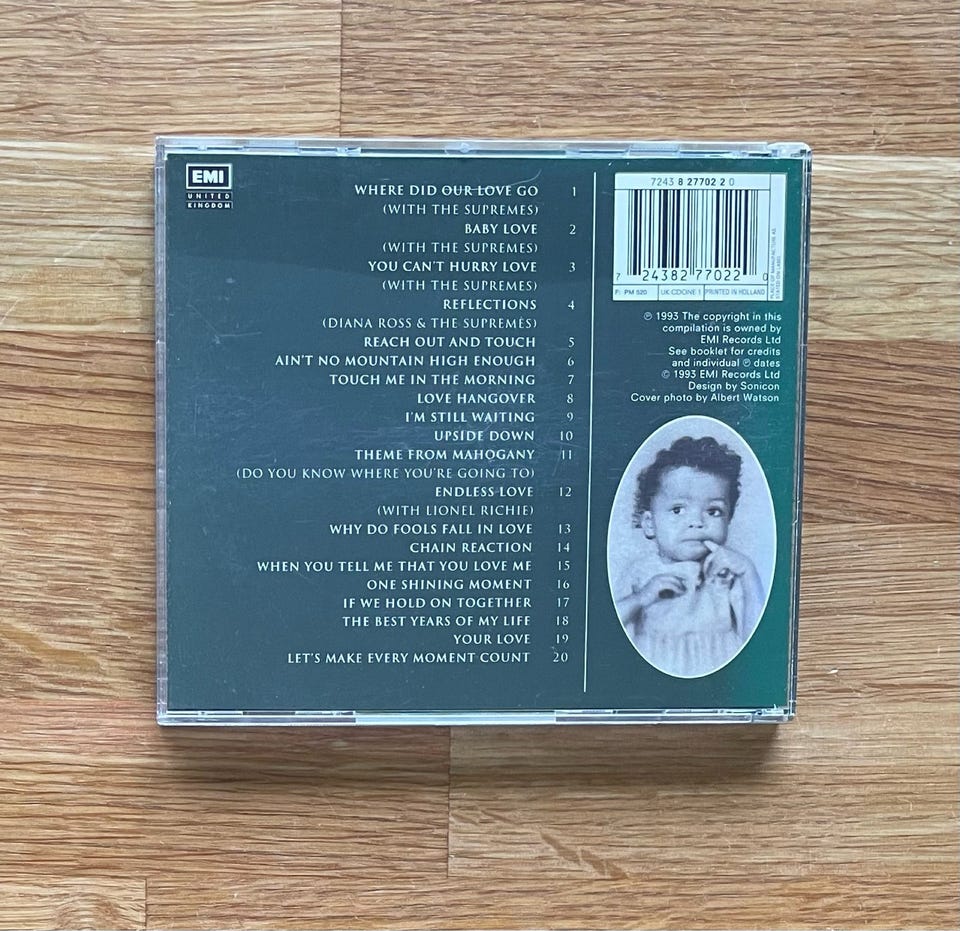 EMI
UNITED
KINGDOM
WHERE DID OUR LOVE GO 1
(WITH THE SUPREMES)
BABY LOVE 2
(WITH THE SUPREMES)
YOU CAN'T HURRY LOVE 3
(WITH THE SUPREMES)
REFLECTIONS 4
(DIANA ROSS & THE SUPREMES)
REACH OUT AND TOUCH 5
AIN'T NO MOUNTAIN HIGH ENOUGH 6
TOUCH ME IN THE MORNING 7
LOVE HANGOVER 8
I'M STILL WAITING 9
UPSIDE DOWN 10
THEME FROM MAHOGANY 11
(DO YOU KNOW WHERE YOU'RE GOING TO)
ENDLESS LOVE 12
(WITH LIONEL RICHIE)
WHY DO FOOLS FALL IN LOVE 13
CHAIN REACTION 14
WHEN YOU TELL ME THAT YOU LOVE ME 15
ONE SHINING MOMENT 16
IF WE HOLD ON TOGETHER 17
THE BEST YEARS OF MY LIFE 18
YOUR LOVE 19
LET'S MAKE EVERY MOMENT COUNT 20
7243 8 27702 2 0
7 24382 77022 0
F: PM 520 UK:CDONE 1 PRINTED IN HOLLAND
PLACE OF MANUFACTURE AS
STATED ON LABEL
℗ 1993 The copyright in this
compilation is owned by
EMI Records Ltd
See booklet for credits
and individual ℗ dates
© 1993 EMI Records Ltd
Design by Sonicon
Cover photo by Albert Watson